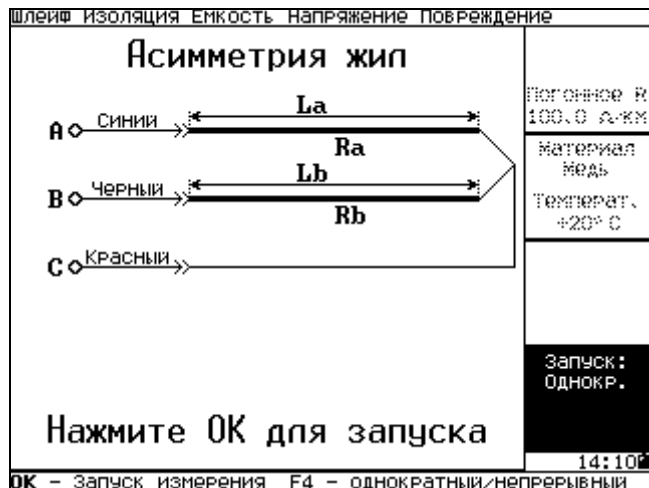 Шлейф Изоляция Емкость Напряжение Повреждение
Асимметрия жил
Погонное R
100.0 Ω/км
A Синий La
Ra
Материал
Медь
B Черный Lb
Rb
Температ.
+20° C
C Красный
Запуск:
Однокр.
Нажмите OK для запуска
14:10
OK – Запуск измерения F4 – однократный/непрерывный